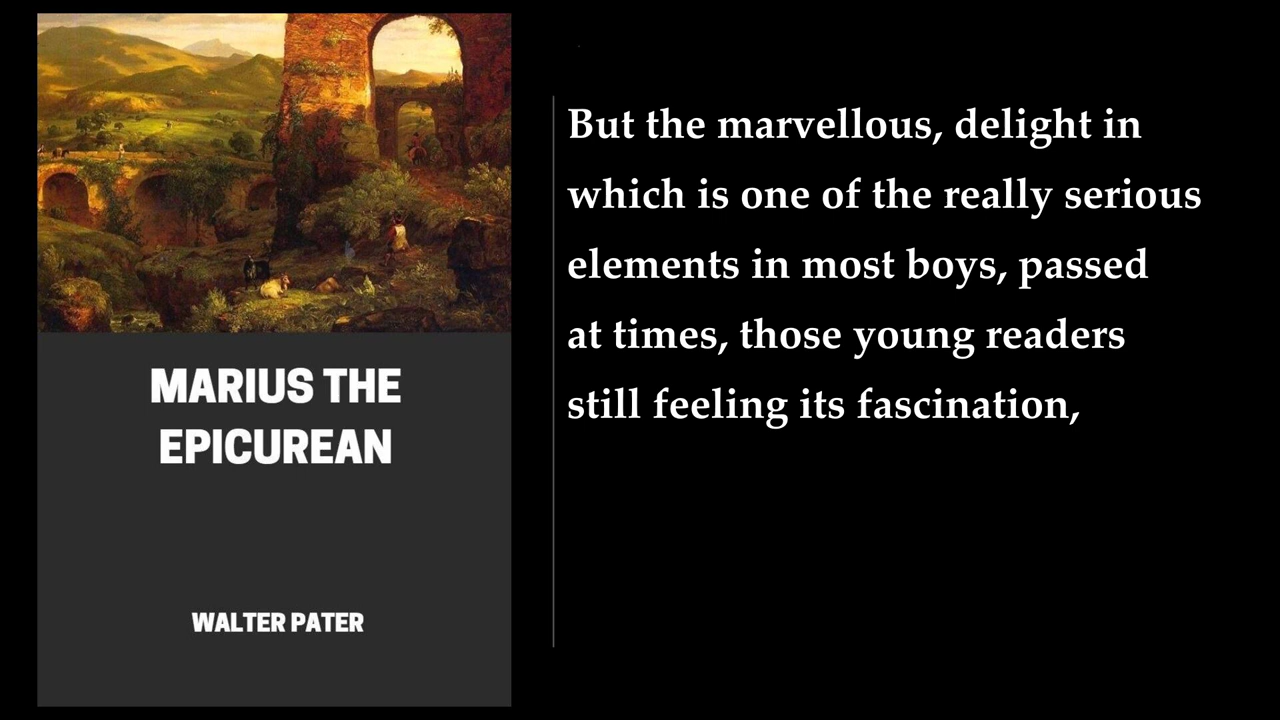 MARIUS THE
EPICUREAN
WALTER PATER
But the marvellous, delight in
which is one of the really serious
elements in most boys, passed
at times, those young readers
still feeling its fascination,